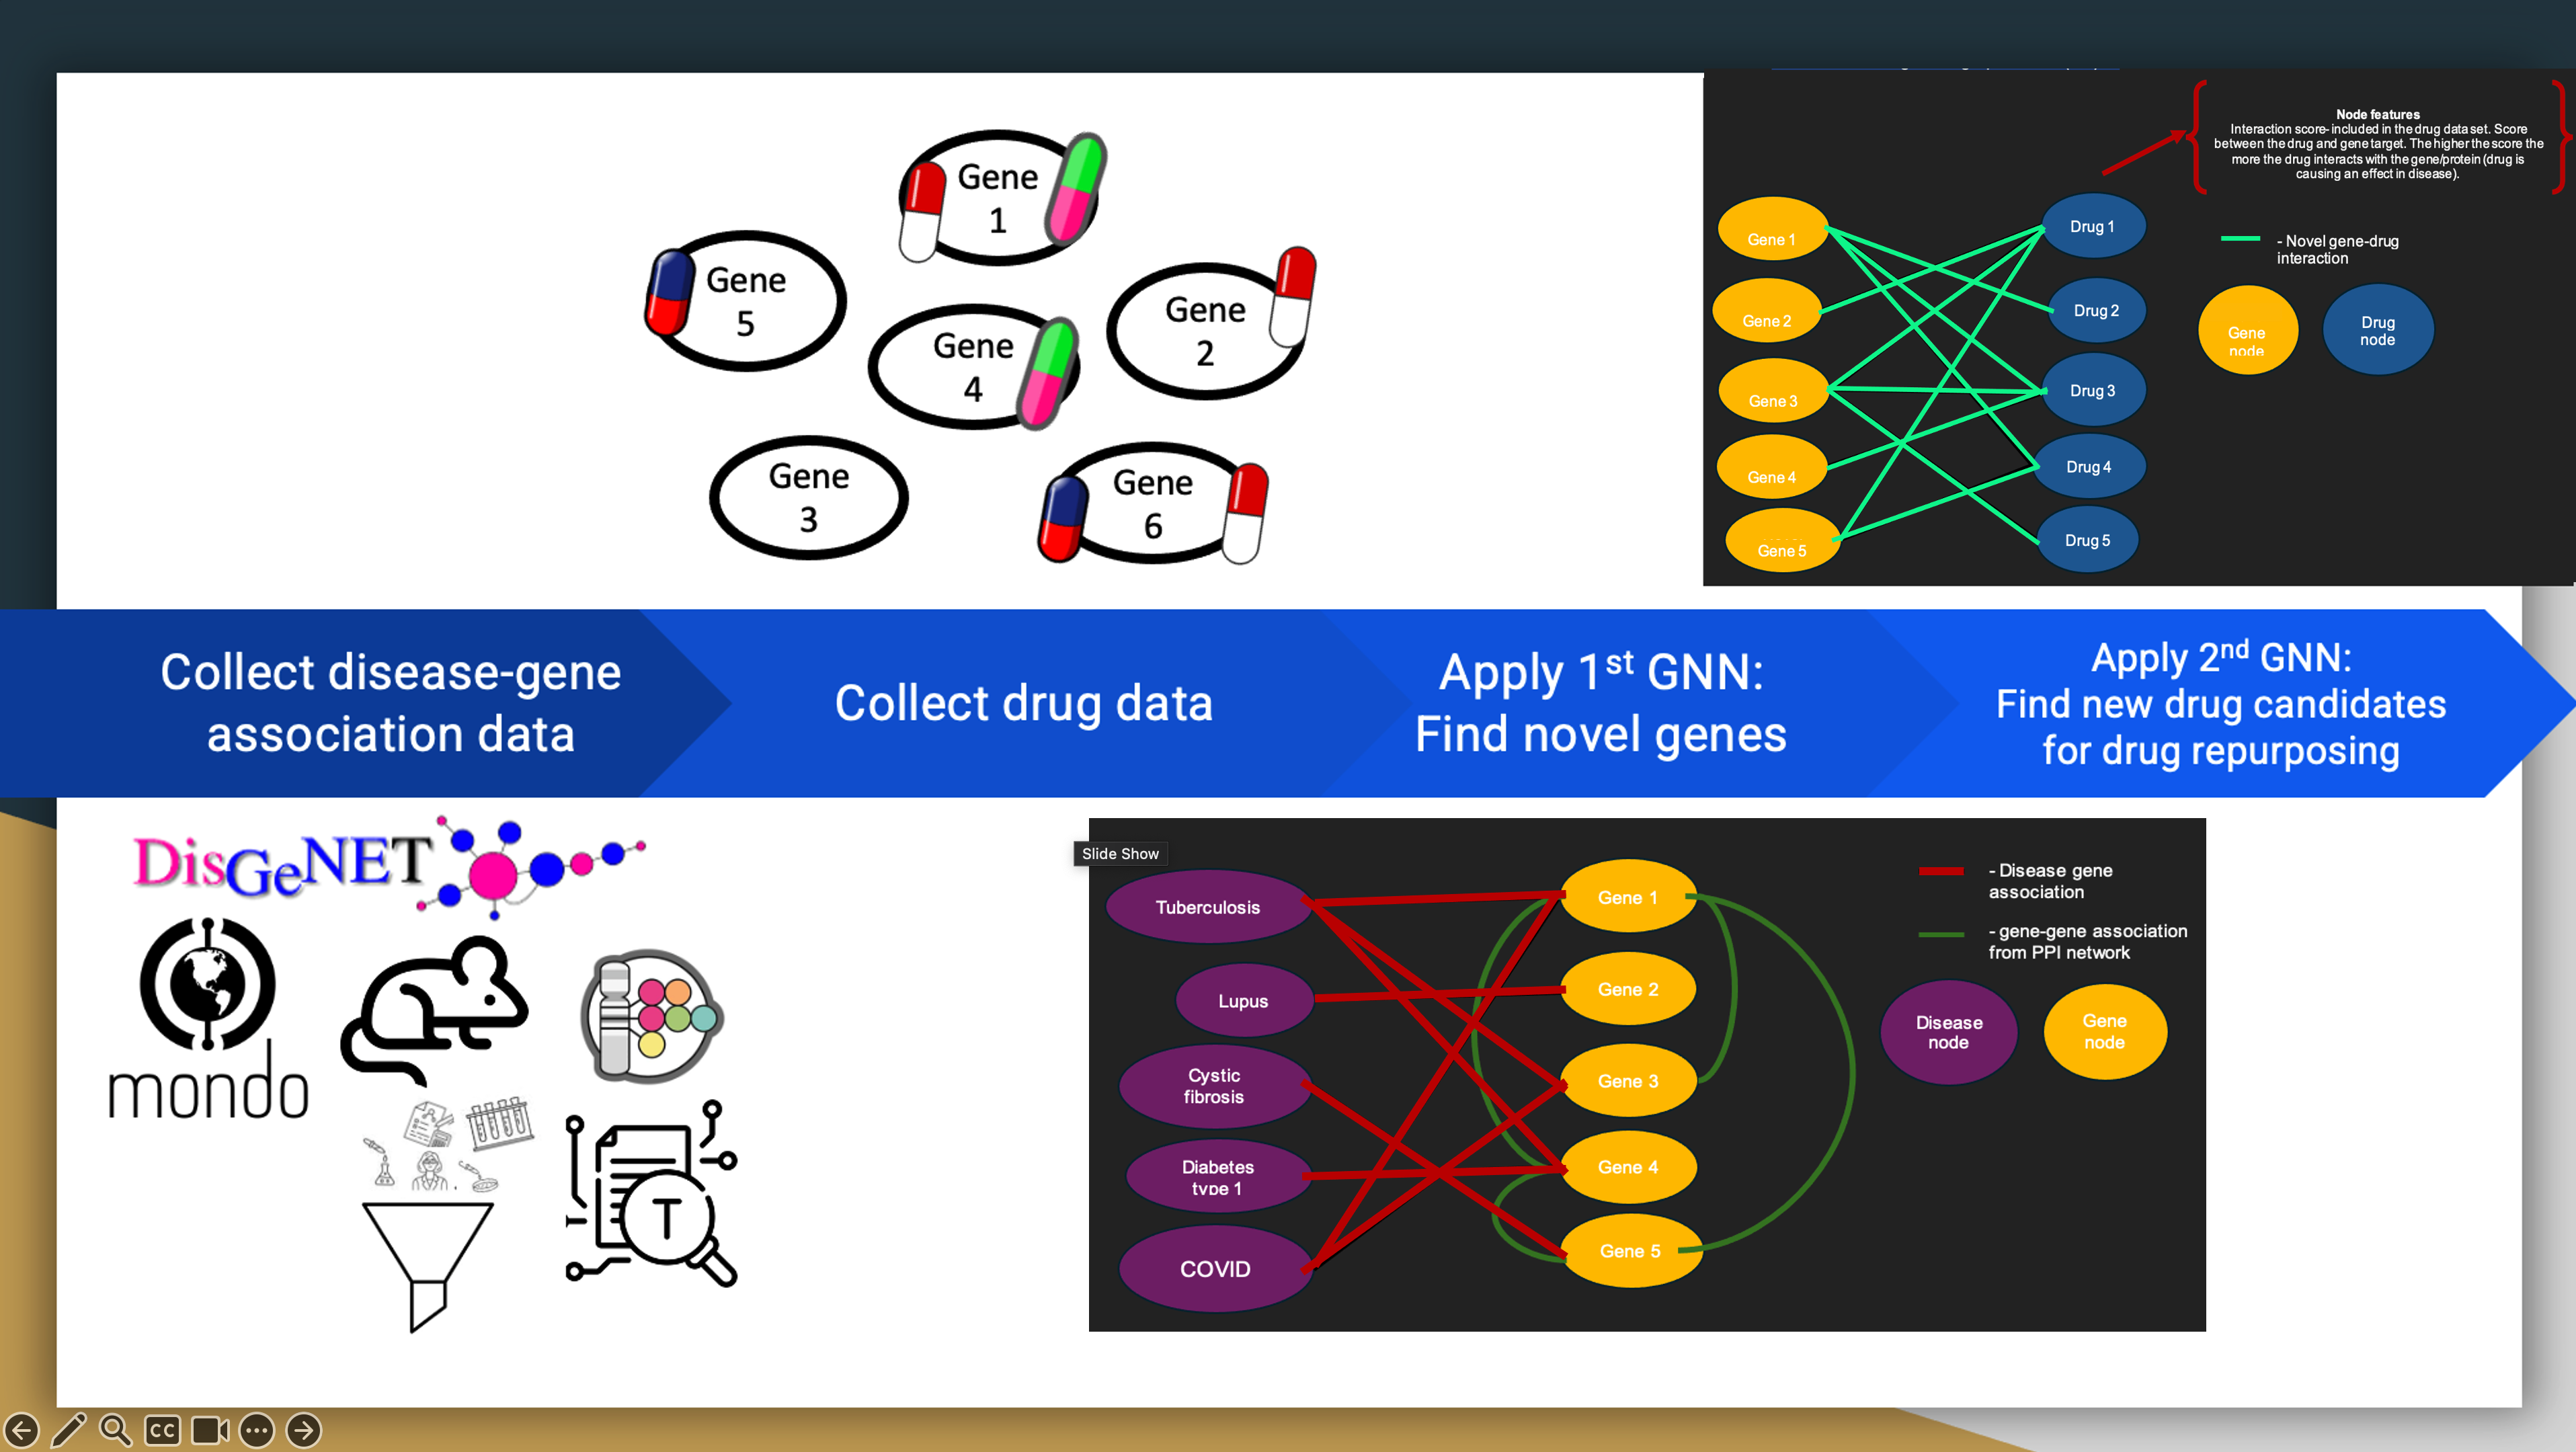 Gene
1
Gene
5
Gene
2
Gene
4
Gene
3
Gene
6
Node features
Interaction score- included in the drug data set. Score
between the drug and gene target. The higher the score the
more the drug interacts with the gene/protein (drug is
causing an effect in disease).
Gene 1
Gene 2
Gene 3
Gene 4
Gene 5
Drug 1
Drug 2
Drug 3
Drug 4
Drug 5
- Novel gene-drug
interaction
Gene
node
Drug
node
Collect disease-gene
association data
Collect drug data
Apply 1st GNN:
Find novel genes
Apply 2nd GNN:
Find new drug candidates
for drug repurposing
DisGeNET
mondo
T
Slide Show
Tuberculosis
Lupus
Cystic
fibrosis
Diabetes
type 1
COVID
Gene 1
Gene 2
Gene 3
Gene 4
Gene 5
- Disease gene
association
- gene-gene association
from PPI network
Disease
node
Gene
node
CC